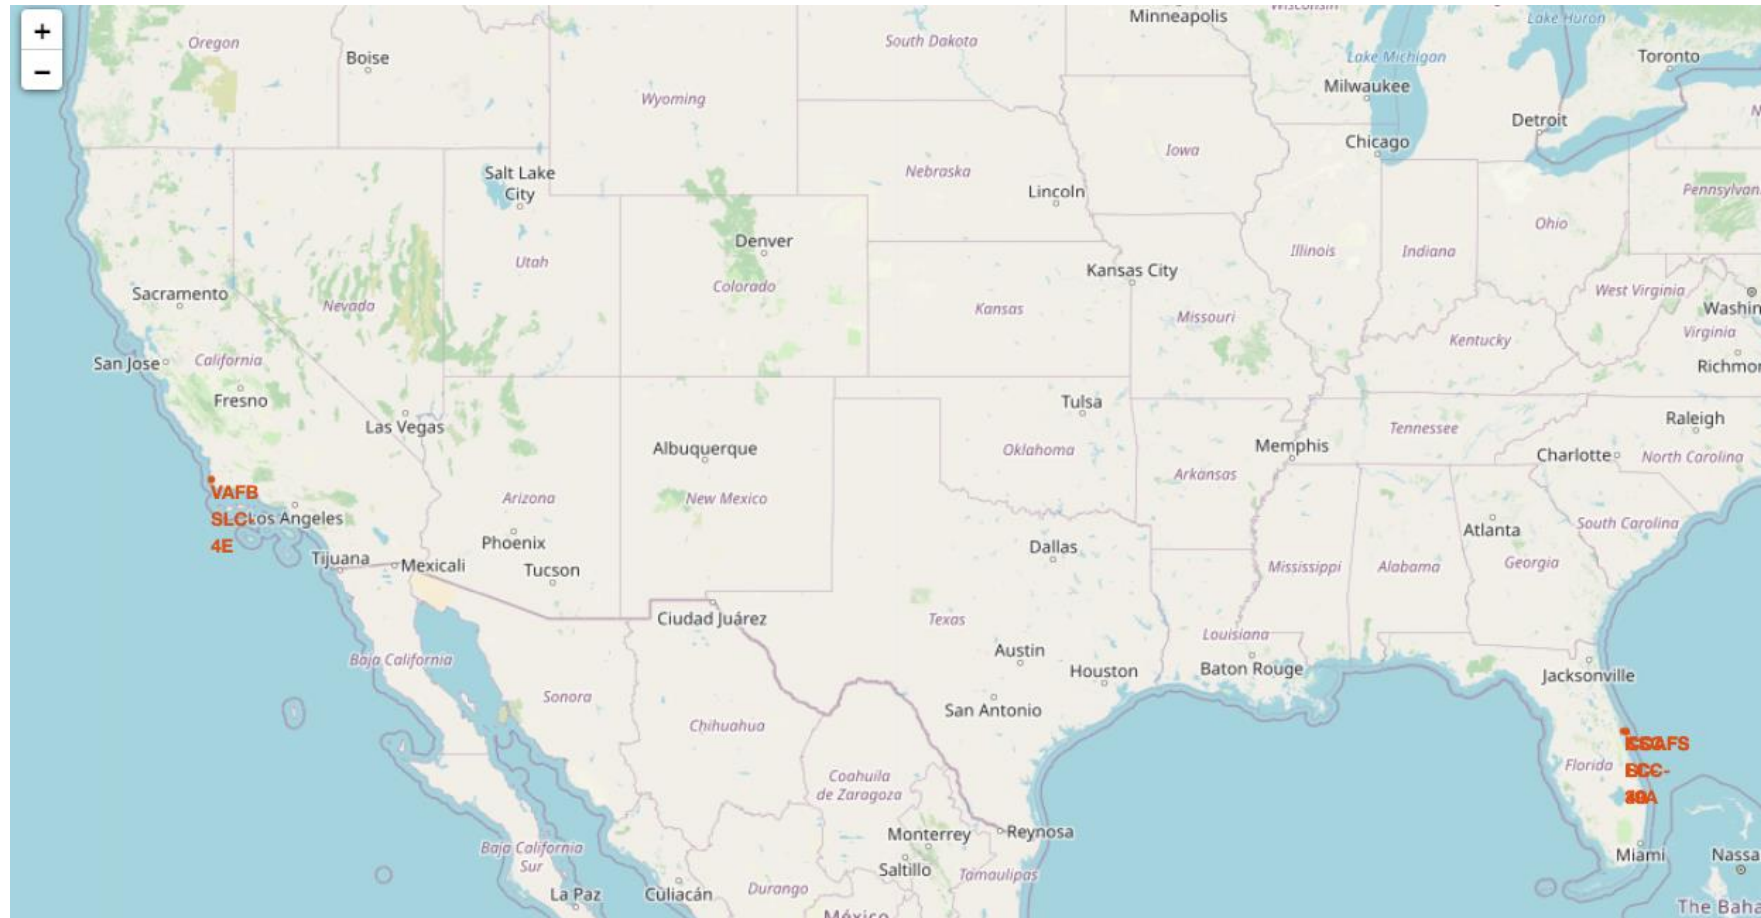 +
−
Oregon
Boise
Wyoming
South Dakota
Minneapolis
Wisconsin
Lake Huron
Lake Michigan
Toronto
Milwaukee
Detroit
Chicago
Iowa
Nebraska
Lincoln
Salt Lake
City
Pennsylvan
Ohio
Illinois
Indiana
Denver
Utah
Colorado
Kansas City
Sacramento
Nevada
Kansas
Missouri
West Virginia
Washin
Virginia
Kentucky
San Jose
California
Richmo
Fresno
Las Vegas
Tulsa
Raleigh
Tennessee
Albuquerque
Oklahoma
Memphis
Charlotte
North Carolina
Arkansas
VAFB
SLC-
4E
Los Angeles
Arizona
New Mexico
Phoenix
Atlanta
South Carolina
Dallas
Tijuana
Mexicali
Tucson
Mississippi
Alabama
Georgia
Ciudad Juárez
Texas
Louisiana
Baja California
Austin
Houston
Baton Rouge
Jacksonville
Sonora
San Antonio
Chihuahua
Florida
Coahuila
de Zaragoza
Monterrey
Reynosa
Baja California
Sur
Saltillo
Tamaulipas
Miami
Nassa
La Paz
Culiacán
Durango
México
The Baha